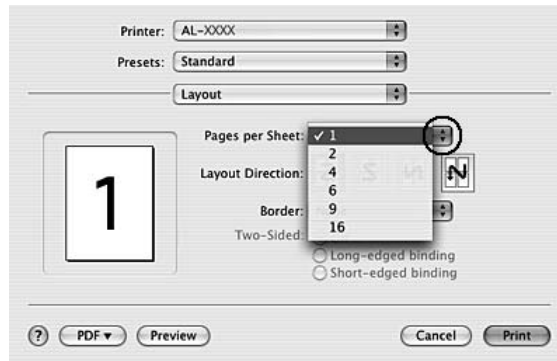 Printer: AL-XXXX
Presets: Standard
Layout
Pages per Sheet: ✓ 1
2
Layout Direction: 4
6
Border: 9
Two-Sided: 16
Long-edged binding
Short-edged binding
1
? PDF ▼ Preview Cancel Print